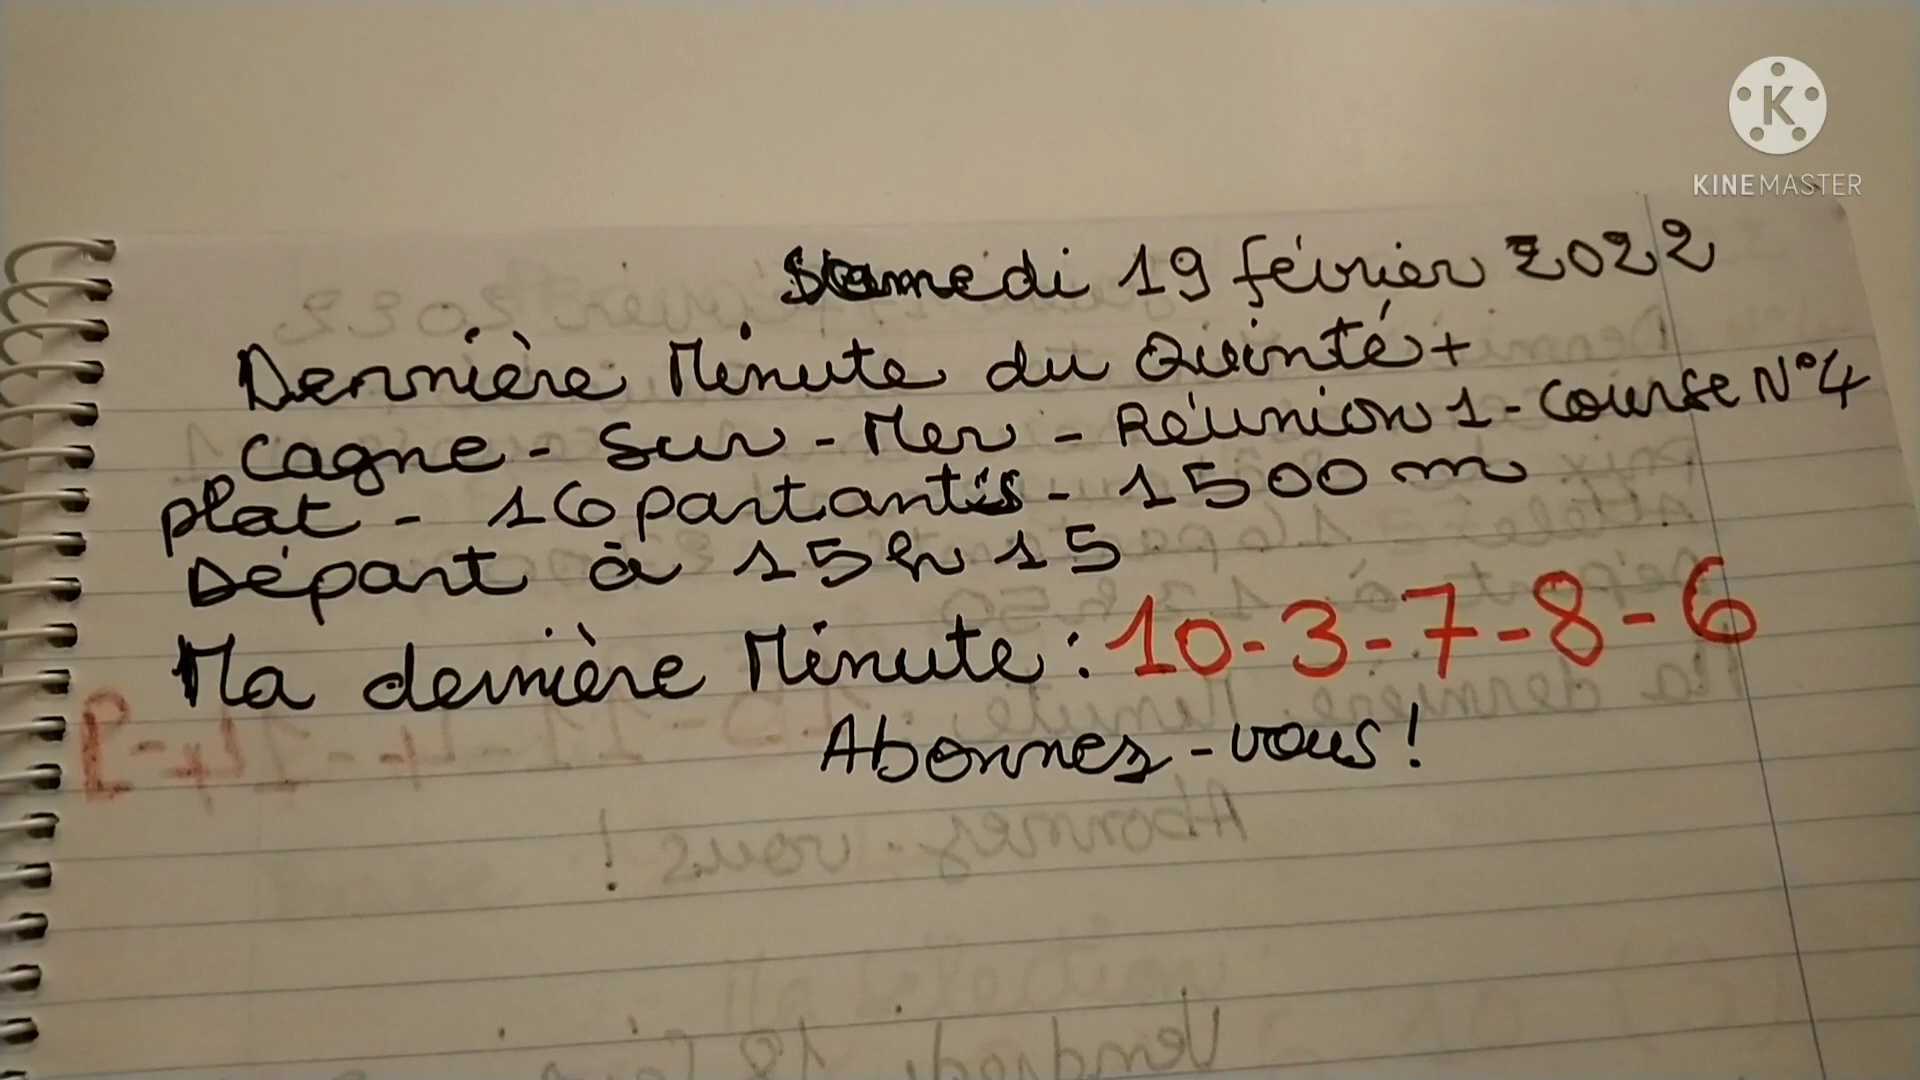 K
KINEMASTER
Samedi 19 février 2022
Dernière Minute du Quinté+
Cagne-Sur-Mer-Réunion 1-Course N°4
plat - 16 partants - 1500 m
Départ à 15h15
Ma dernière Minute : 10-3-7-8-6
Abonnez-vous!